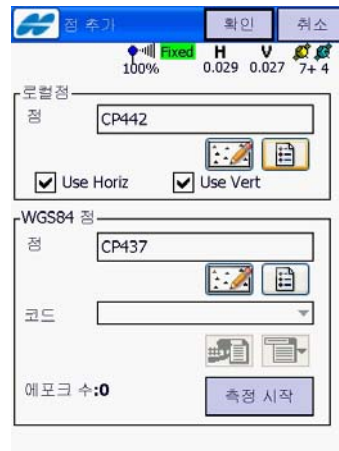 점 추가 확인 취소
Fixed H V
100% 0.029 0.027 7+ 4
로컬점
점 CP442
Use Horiz Use Vert
WGS84 점
점 CP437
코드
에포크 수:0 측정 시작